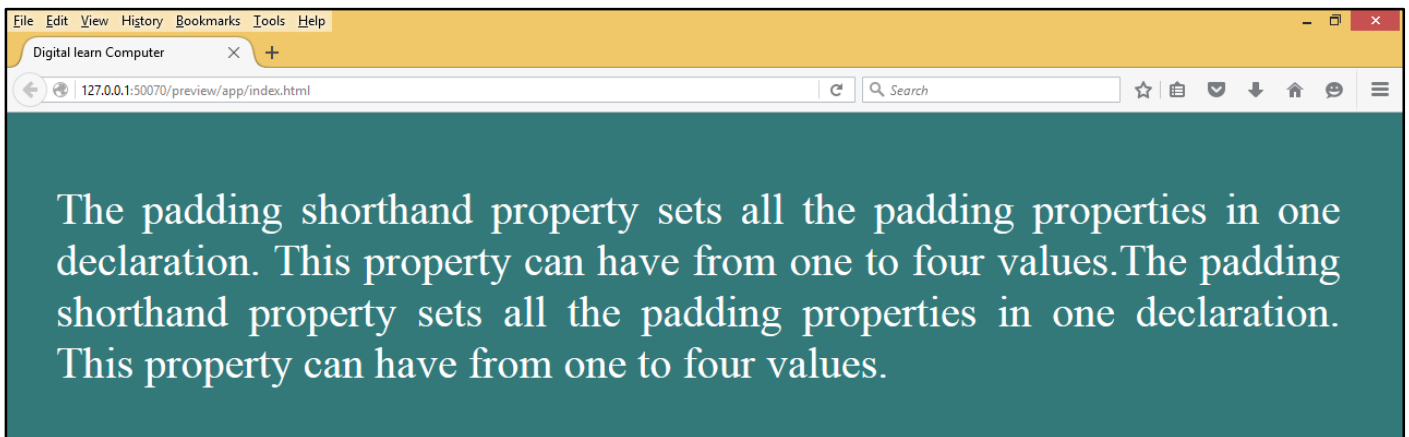 File Edit View History Bookmarks Tools Help
Digital learn Computer
127.0.0.1:50070/preview/app/index.html Search
The padding shorthand property sets all the padding properties in one
declaration. This property can have from one to four values.The padding
shorthand property sets all the padding properties in one declaration.
This property can have from one to four values.